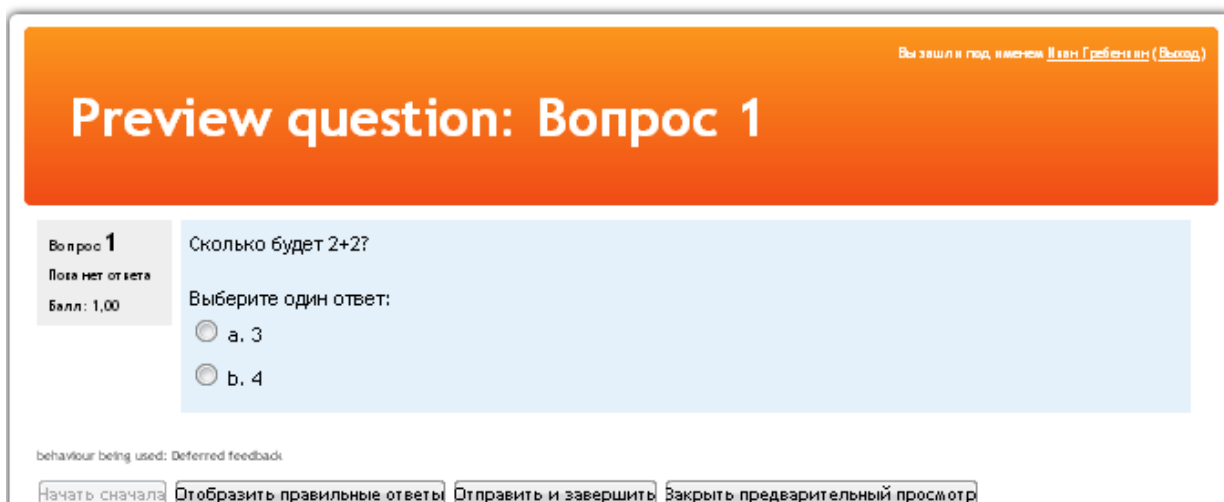 Вы зашли под именем Иван Гребенкин (Выход)
Preview question: Вопрос 1
Вопрос 1
Пока нет ответа
Балл: 1,00
Сколько будет 2+2?
Выберите один ответ:
a. 3
b. 4
behaviour being used: Deferred feedback
Начать сначала Отобразить правильные ответы Отправить и завершить Закрыть предварительный просмотр